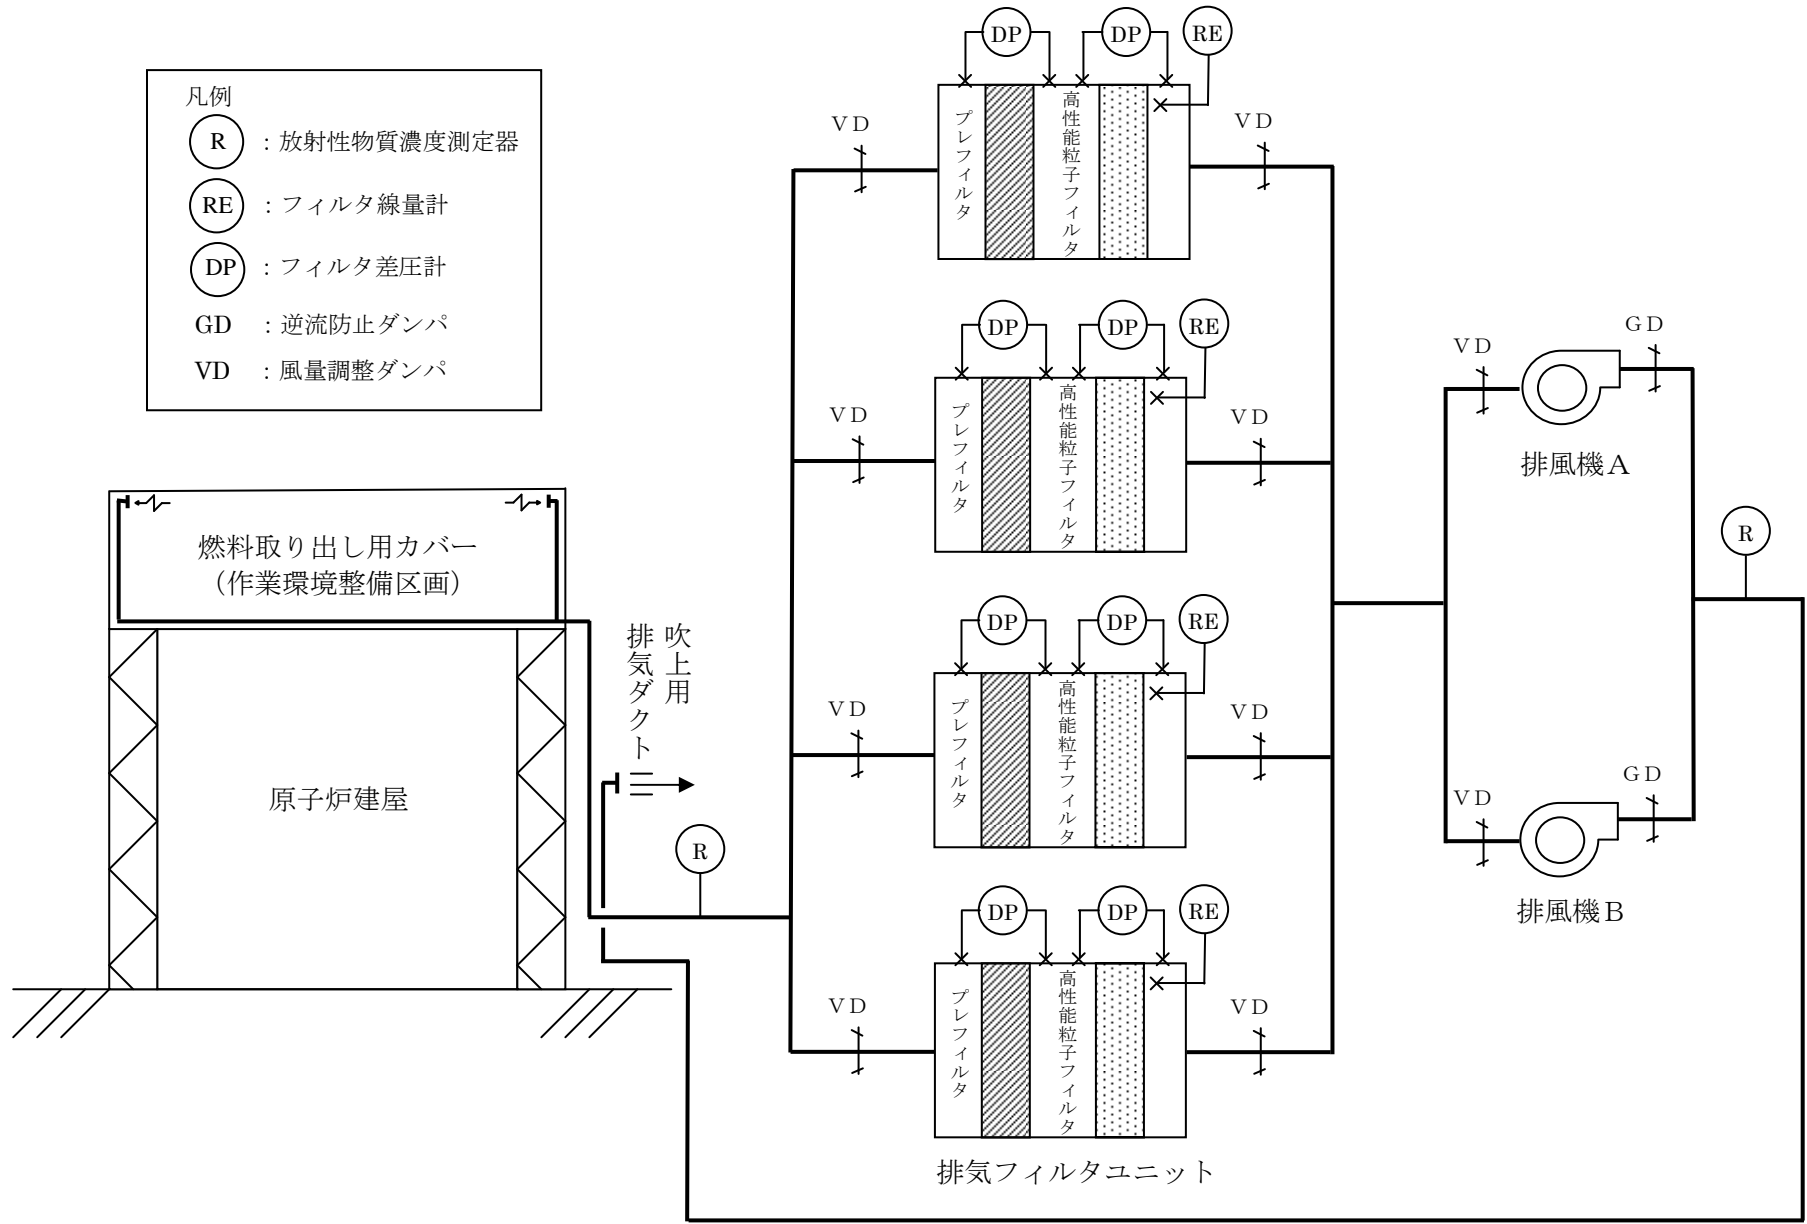 凡例
R ：放射性物質濃度測定器
RE ：フィルタ線量計
DP ：フィルタ差圧計
GD ：逆流防止ダンパ
VD ：風量調整ダンパ
燃料取り出し用カバー
（作業環境整備区画）
原子炉建屋
吹上用
排気ダクト
R
DP
DP
RE
VD
プレフィルタ
高性能粒子フィルタ
VD
DP
DP
RE
VD
プレフィルタ
高性能粒子フィルタ
VD
DP
DP
RE
VD
プレフィルタ
高性能粒子フィルタ
VD
DP
DP
RE
VD
プレフィルタ
高性能粒子フィルタ
VD
排気フィルタユニット
VD
GD
排風機A
VD
GD
排風機B
R